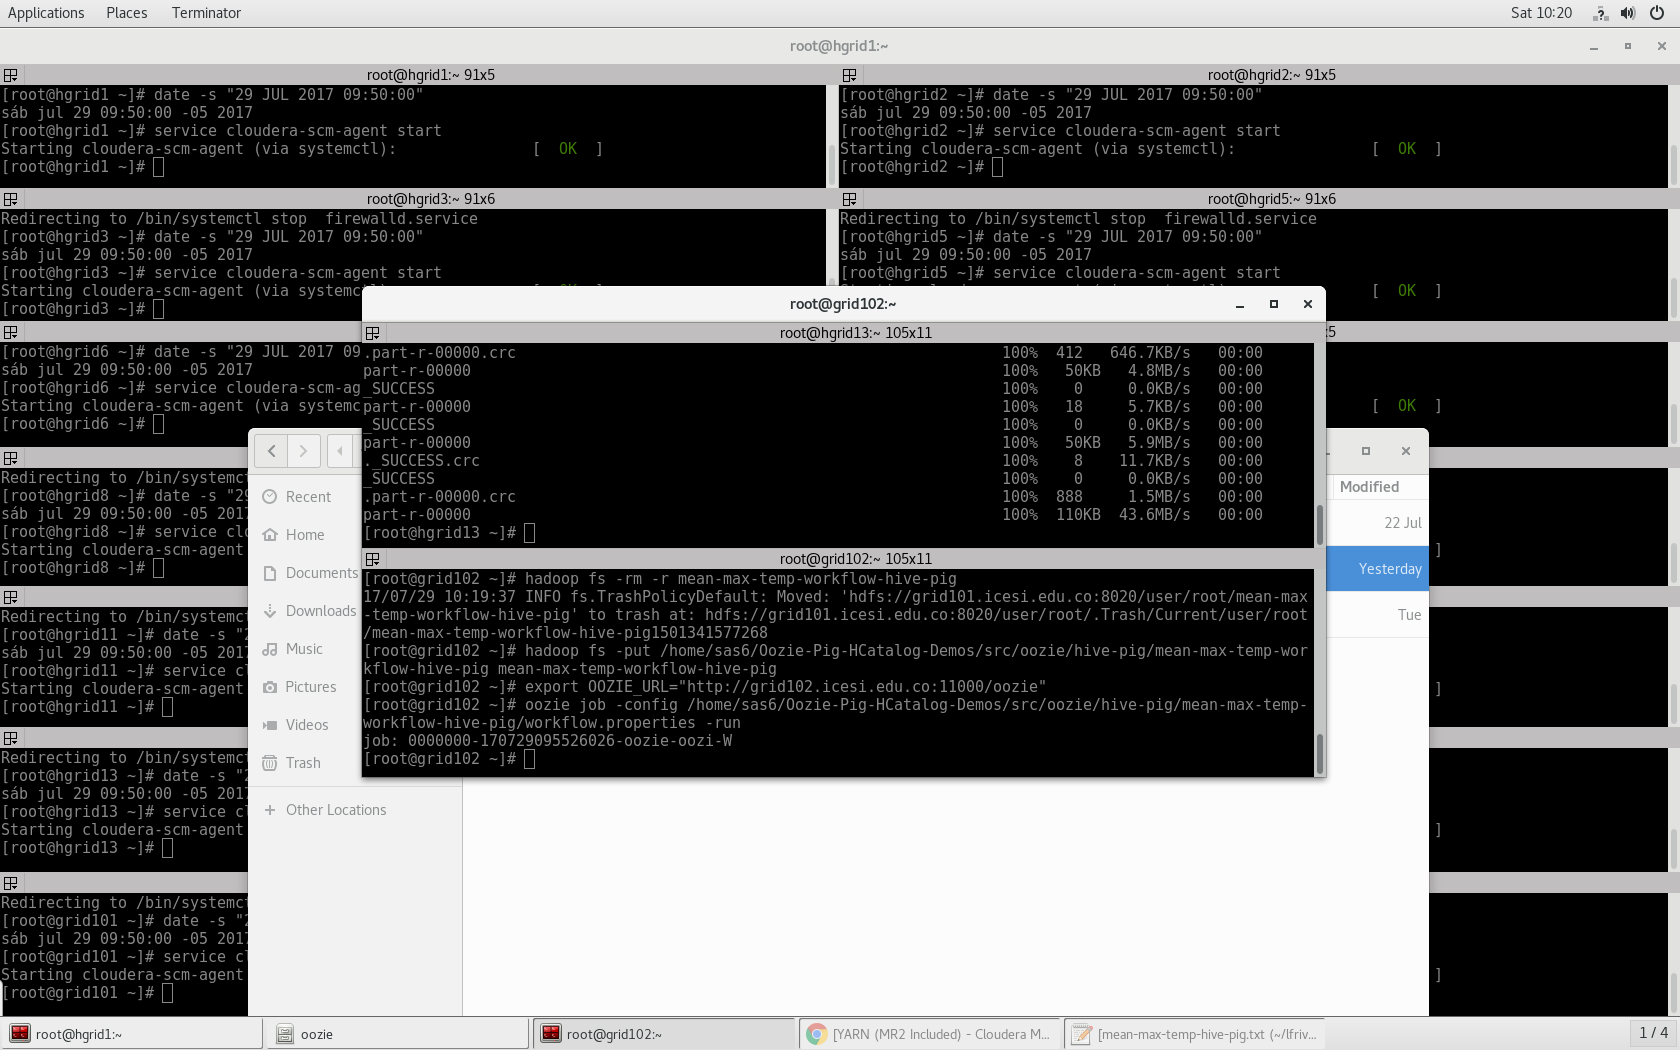 Applications Places Terminator Sat 10:20
root@hgrid1:~
root@hgrid1:~ 91x5
[root@hgrid1 ~]# date -s "29 JUL 2017 09:50:00"
sáb jul 29 09:50:00 -05 2017
[root@hgrid1 ~]# service cloudera-scm-agent start
Starting cloudera-scm-agent (via systemctl): [ OK ]
[root@hgrid1 ~]#
root@hgrid2:~ 91x5
[root@hgrid2 ~]# date -s "29 JUL 2017 09:50:00"
sáb jul 29 09:50:00 -05 2017
[root@hgrid2 ~]# service cloudera-scm-agent start
Starting cloudera-scm-agent (via systemctl): [ OK ]
[root@hgrid2 ~]#
root@hgrid3:~ 91x6
Redirecting to /bin/systemctl stop  firewalld.service
[root@hgrid3 ~]# date -s "29 JUL 2017 09:50:00"
sáb jul 29 09:50:00 -05 2017
[root@hgrid3 ~]# service cloudera-scm-agent start
Starting cloudera-scm-agent (via
[root@hgrid3 ~]#
root@hgrid5:~ 91x6
Redirecting to /bin/systemctl stop  firewalld.service
[root@hgrid5 ~]# date -s "29 JUL 2017 09:50:00"
sáb jul 29 09:50:00 -05 2017
[root@hgrid5 ~]# service cloudera-scm-agent start
[ OK ]
[root@hgrid6 ~]# date -s "29 JUL 2017 09
sáb jul 29 09:50:00 -05 2017
[root@hgrid6 ~]# service cloudera-scm-ag
Starting cloudera-scm-agent (via systemc
[root@hgrid6 ~]#
[ OK ]
Redirecting to /bin/systemct
[root@hgrid8 ~]# date -s "2
sáb jul 29 09:50:00 -05 2017
[root@hgrid8 ~]# service clo
Starting cloudera-scm-agent
[root@hgrid8 ~]#
]
Redirecting to /bin/systemct
[root@hgrid11 ~]# date -s "2
sáb jul 29 09:50:00 -05 2017
[root@hgrid11 ~]# service cl
Starting cloudera-scm-agent
[root@hgrid11 ~]#
]
Redirecting to /bin/systemct
[root@hgrid13 ~]# date -s "2
sáb jul 29 09:50:00 -05 2017
[root@hgrid13 ~]# service cl
Starting cloudera-scm-agent
[root@hgrid13 ~]#
]
Redirecting to /bin/systemct
[root@grid101 ~]# date -s "2
sáb jul 29 09:50:00 -05 2017
[root@grid101 ~]# service cl
Starting cloudera-scm-agent
[root@grid101 ~]#
]
root@grid102:~
root@hgrid13:~ 105x11
.part-r-00000.crc 100% 412 646.7KB/s 00:00
part-r-00000 100% 50KB 4.8MB/s 00:00
_SUCCESS 100% 0 0.0KB/s 00:00
part-r-00000 100% 18 5.7KB/s 00:00
_SUCCESS 100% 0 0.0KB/s 00:00
part-r-00000 100% 50KB 5.9MB/s 00:00
._SUCCESS.crc 100% 8 11.7KB/s 00:00
_SUCCESS 100% 0 0.0KB/s 00:00
.part-r-00000.crc 100% 888 1.5MB/s 00:00
part-r-00000 100% 110KB 43.6MB/s 00:00
[root@hgrid13 ~]#
root@grid102:~ 105x11
[root@grid102 ~]# hadoop fs -rm -r mean-max-temp-workflow-hive-pig
17/07/29 10:19:37 INFO fs.TrashPolicyDefault: Moved: 'hdfs://grid101.icesi.edu.co:8020/user/root/mean-max
-temp-workflow-hive-pig' to trash at: hdfs://grid101.icesi.edu.co:8020/user/root/.Trash/Current/user/root
/mean-max-temp-workflow-hive-pig1501341577268
[root@grid102 ~]# hadoop fs -put /home/sas6/Oozie-Pig-HCatalog-Demos/src/oozie/hive-pig/mean-max-temp-wor
kflow-hive-pig mean-max-temp-workflow-hive-pig
[root@grid102 ~]# export OOZIE_URL="http://grid102.icesi.edu.co:11000/oozie"
[root@grid102 ~]# oozie job -config /home/sas6/Oozie-Pig-HCatalog-Demos/src/oozie/hive-pig/mean-max-temp-
workflow-hive-pig/workflow.properties -run
job: 0000000-170729095526026-oozie-oozi-W
[root@grid102 ~]#
Recent
Home
Documents
Downloads
Music
Pictures
Videos
Trash
Other Locations
Modified
22 Jul
Yesterday
Tue
root@hgrid1:~
oozie
root@grid102:~
[YARN (MR2 Included) - Cloudera M...
[mean-max-temp-hive-pig.txt (~/lfriv...
1 / 4